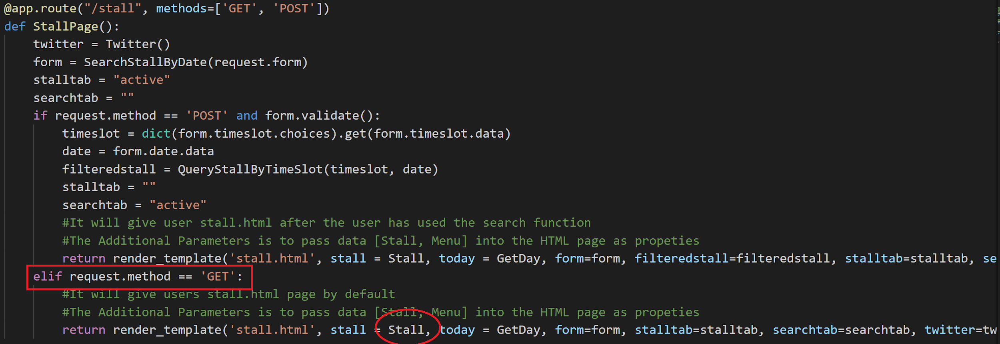 @app.route("/stall", methods=['GET', 'POST'])
def StallPage():
    twitter = Twitter()
    form = SearchStallByDate(request.form)
    stalltab = "active"
    searchtab = ""
    if request.method == 'POST' and form.validate():
        timeslot = dict(form.timeslot.choices).get(form.timeslot.data)
        date = form.date.data
        filteredstall = QueryStallByTimeSlot(timeslot, date)
        stalltab = ""
        searchtab = "active"
        #It will give user stall.html after the user has used the search function
        #The Additional Parameters is to pass data [Stall, Menu] into the HTML page as propeties
        return render_template('stall.html', stall = Stall, today = GetDay, form=form, filteredstall=filteredstall, stalltab=stalltab, se
    elif request.method == 'GET':
        #It will give users stall.html page by default
        #The Additional Parameters is to pass data [Stall, Menu] into the HTML page as propeties
        return render_template('stall.html', stall = Stall, today = GetDay, form=form, stalltab=stalltab, searchtab=searchtab, twitter=tw